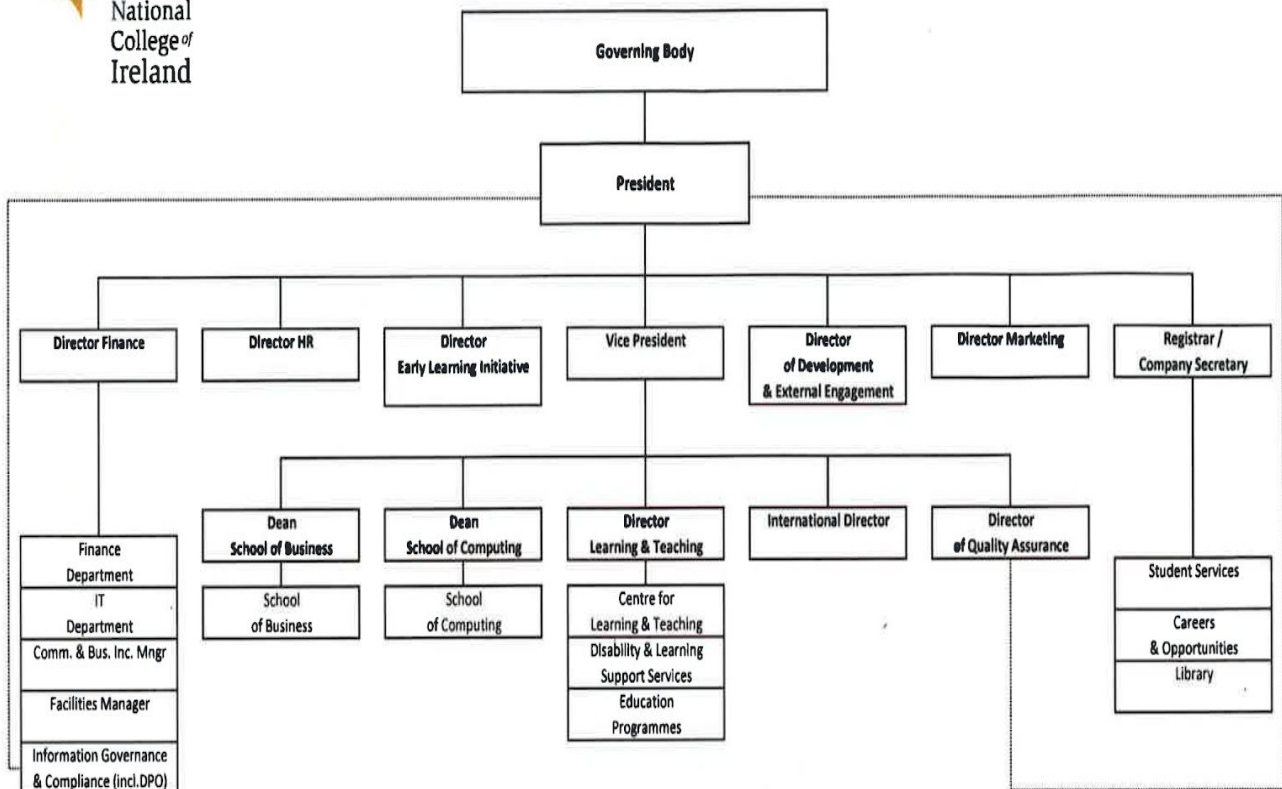 National
College of
Ireland
Governing Body
President
Director Finance
Director HR
Director
Early Learning Initiative
Vice President
Director
of Development
& External Engagement
Director Marketing
Registrar /
Company Secretary
Finance
Department
IT
Department
Comm. & Bus. Inc. Mngr
Facilities Manager
Information Governance
& Compliance (incl.DPO)
Dean
School of Business
School
of Business
Dean
School of Computing
School
of Computing
Director
Learning & Teaching
Centre for
Learning & Teaching
Disability & Learning
Support Services
Education
Programmes
International Director
Director
of Quality Assurance
Student Services
Careers
& Opportunities
Library